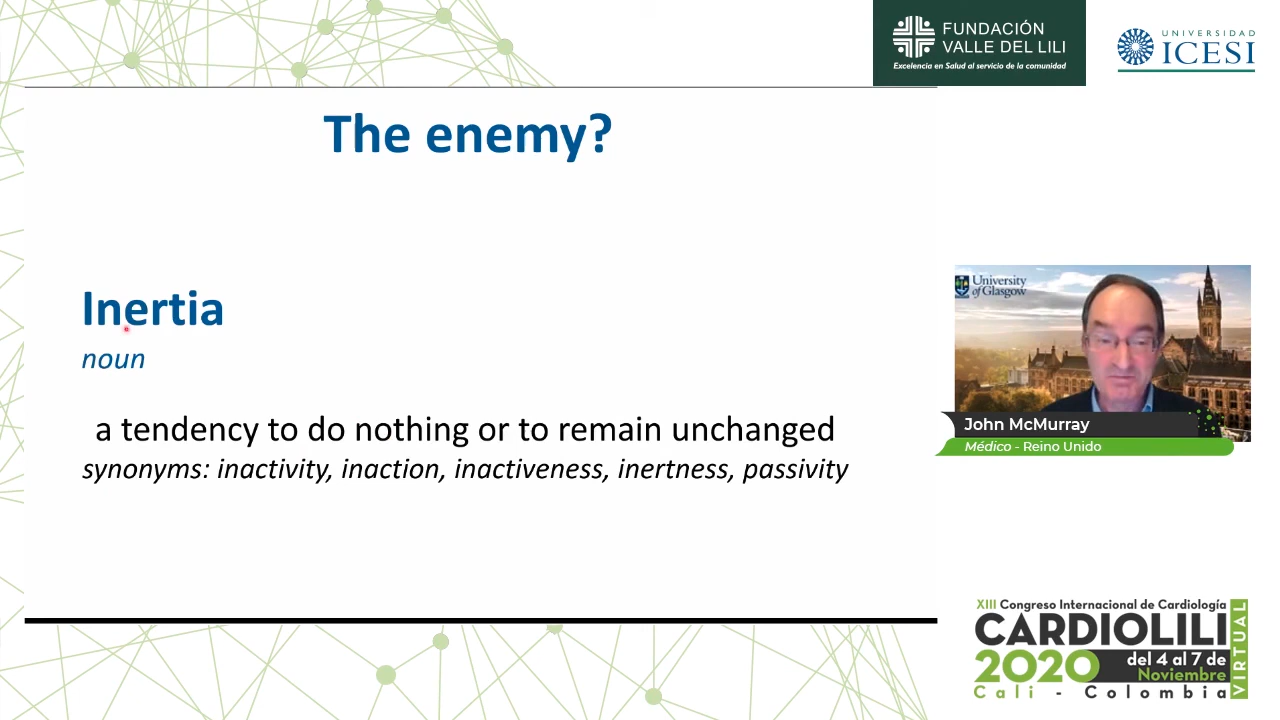 FUNDACIÓN
VALLE DEL LILI
Excelencia en Salud al servicio de la comunidad
UNIVERSIDAD
ICESI
The enemy?
Inertia
noun
a tendency to do nothing or to remain unchanged
synonyms: inactivity, inaction, inactiveness, inertness, passivity
University
of Glasgow
John McMurray
Médico - Reino Unido
XIII Congreso Internacional de Cardiología
CARDIOLILI
2020
del 4 al 7 de
Noviembre
VIRTUAL
Cali - Colombia